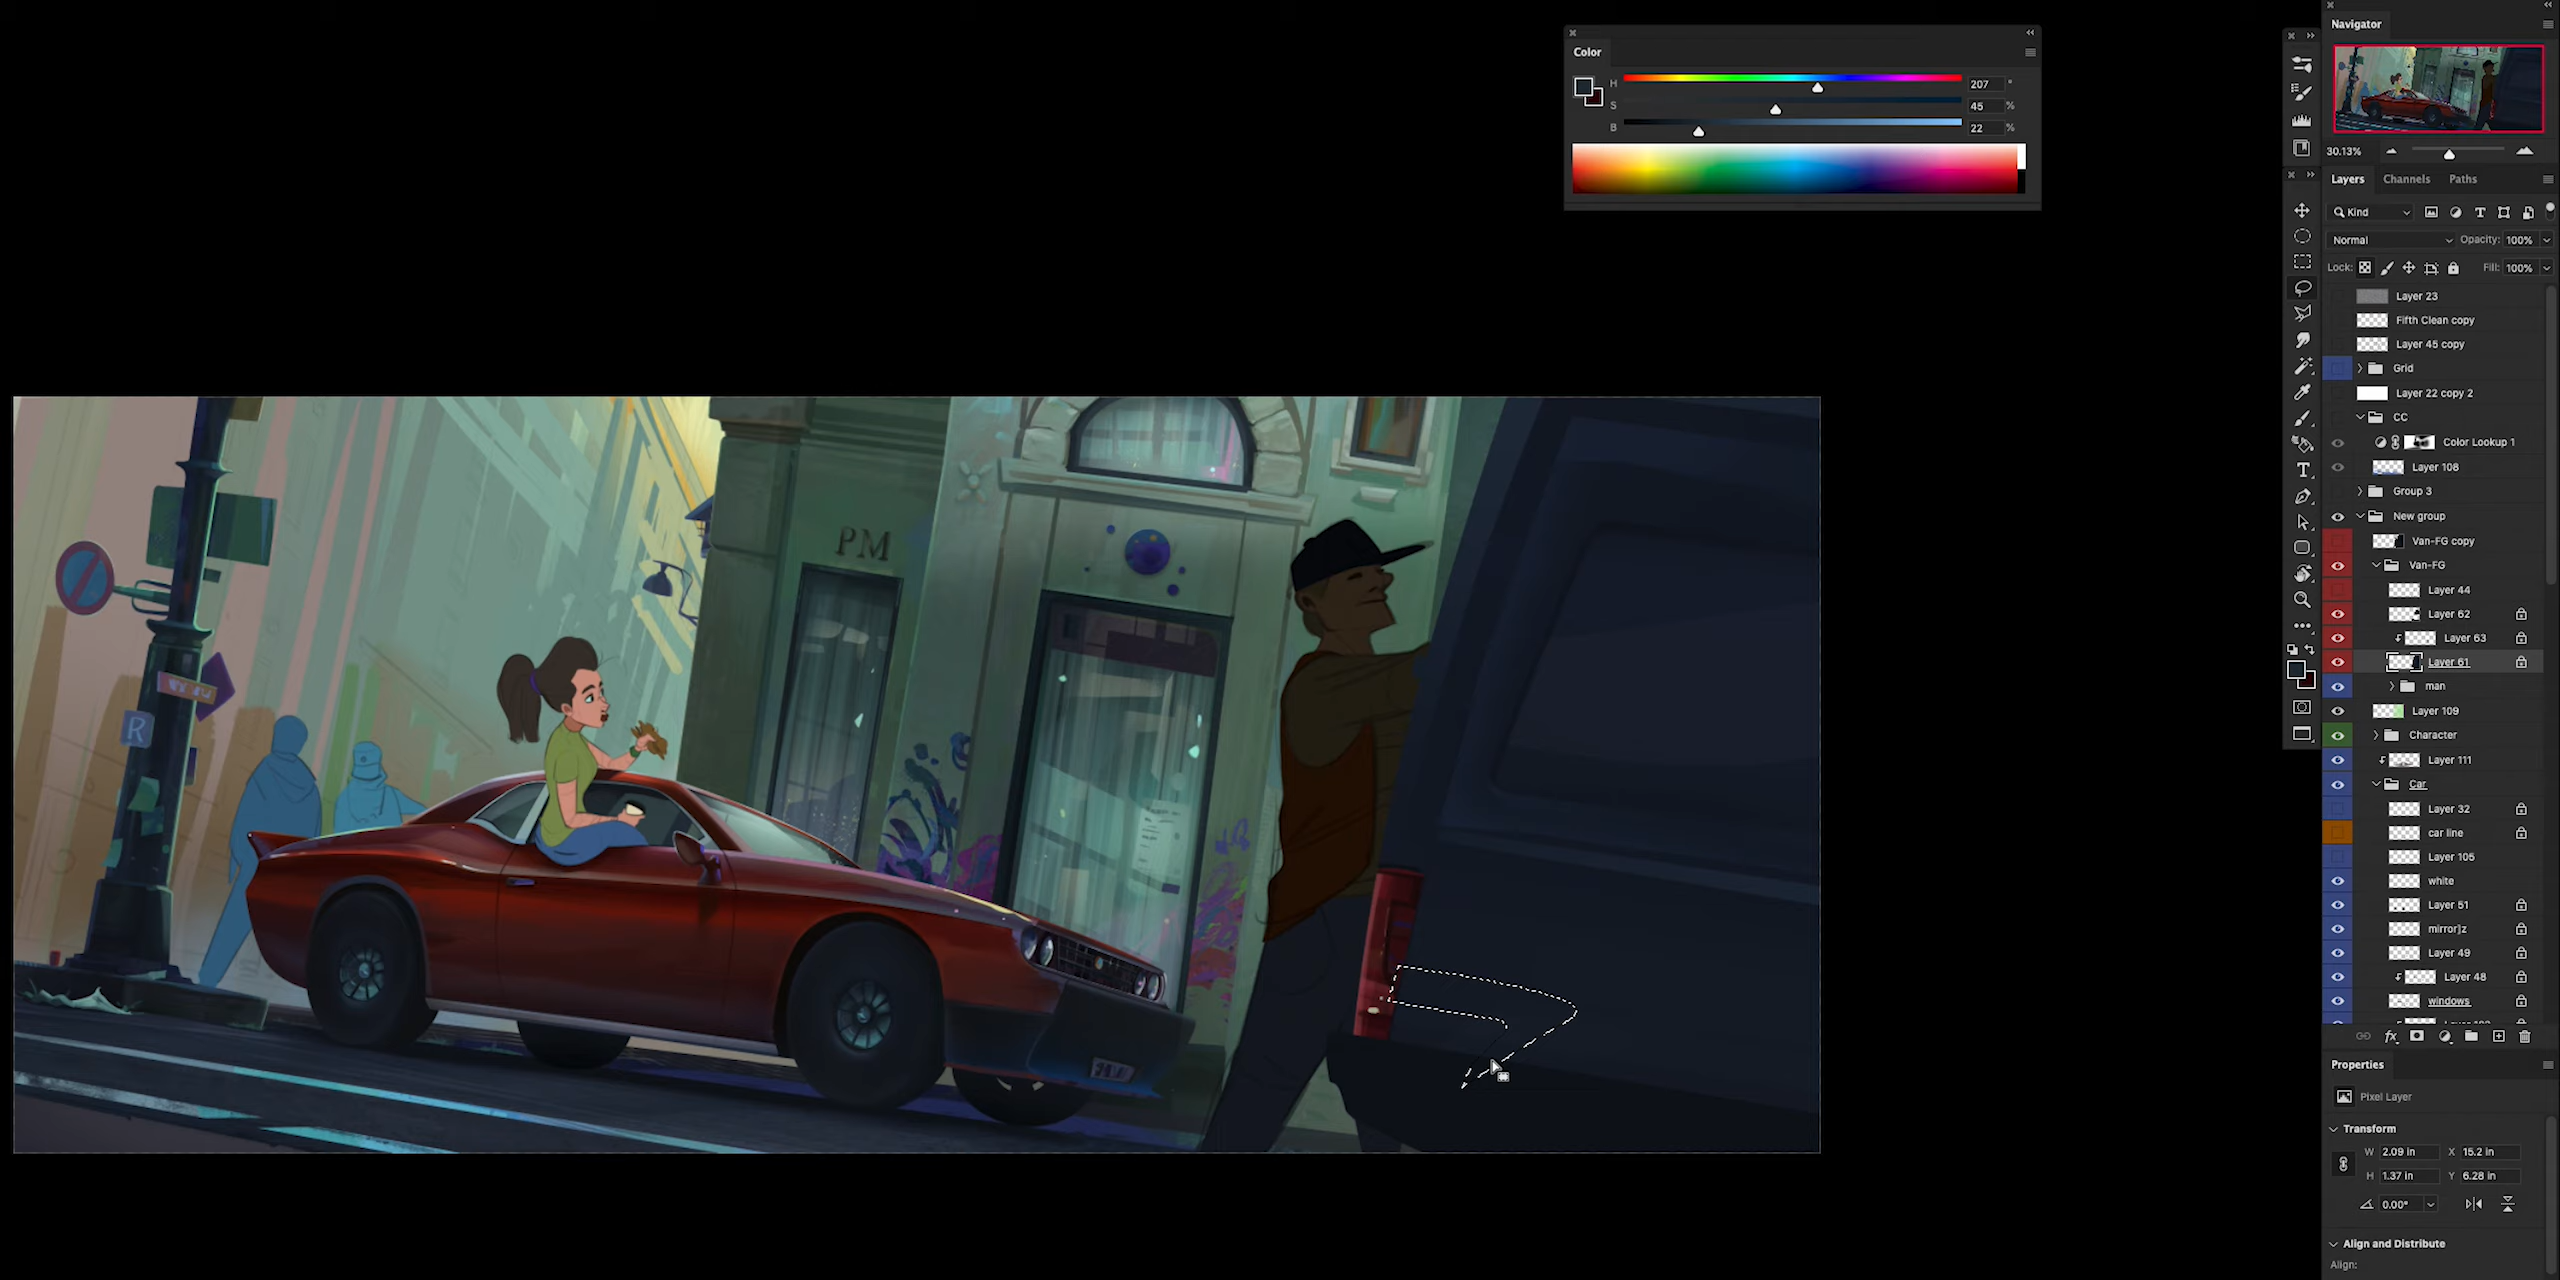 Color
H 207 °
S 45 %
B 22 %
Navigator
30.13%
Layers Channels Paths
Kind
Normal Opacity: 100%
Lock: Fill: 100%
Layer 23
Fifth Clean copy
Layer 45 copy
Grid
Layer 22 copy 2
CC
Color Lookup 1
Layer 108
Group 3
New group
Van-FG copy
Van-FG
Layer 44
Layer 62
Layer 63
Layer 61
man
Layer 109
Character
Layer 111
Car
Layer 32
car line
Layer 105
white
Layer 51
mirror]z
Layer 49
Layer 48
windows
fx
Properties
Pixel Layer
Transform
W 2.09 in X 15.2 in
H 1.37 in Y 6.28 in
0.00°
Align and Distribute
Align:
PM
R